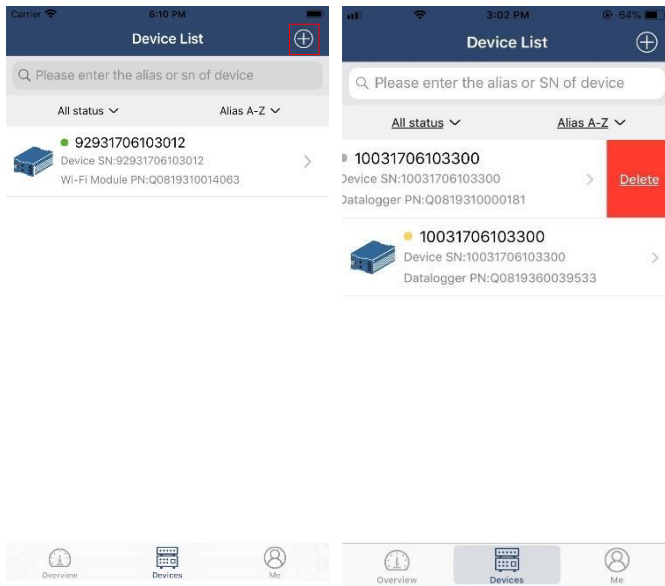 Carrier 6:10 PM
Device List
Please enter the alias or sn of device
All status Alias A-Z
92931706103012
Device SN:92931706103012
Wi-Fi Module PN:Q0819310014063
Overview Devices Me
3:02 PM 64%
Device List
Please enter the alias or SN of device
All status Alias A-Z
10031706103300
Device SN:10031706103300
Datalogger PN:Q0819310000181
Delete
10031706103300
Device SN:10031706103300
Datalogger PN:Q0819360039533
Overview Devices Me